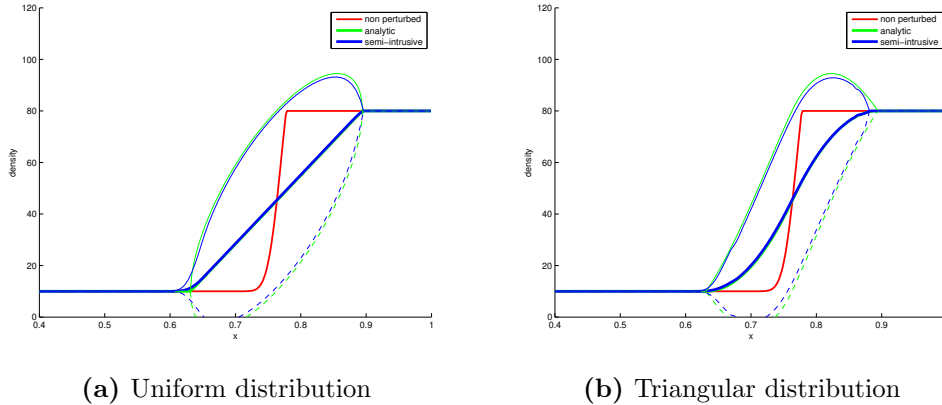 120
100
80
60
40
20
0
density
0.4
0.5
0.6
0.7
0.8
0.9
1
x
non perturbed
analytic
semi−intrusive
(a) Uniform distribution
120
100
80
60
40
20
0
density
0.4
0.5
0.6
0.7
0.8
0.9
x
non perturbed
analytic
semi−intrusive
(b) Triangular distribution